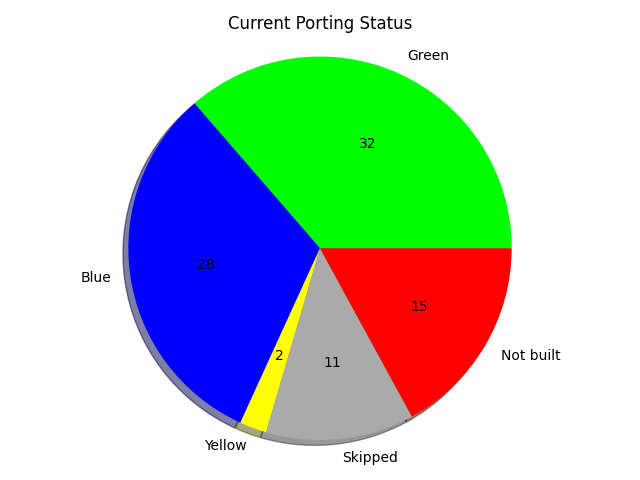 Current Porting Status
Green
32
28
Blue
15
2
11
Not built
Yellow
Skipped